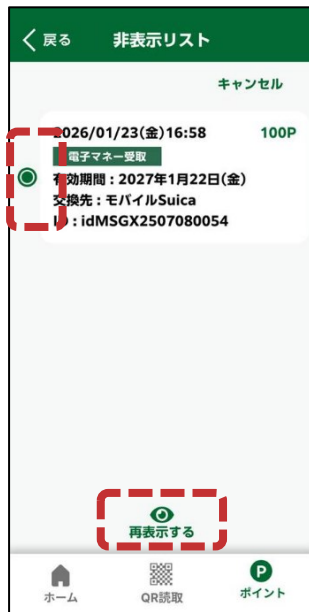 戻る 非表示リスト
キャンセル
2026/01/23(金)16:58 100P
電子マネー受取
有効期間：2027年1月22日(金)
交換先：モバイルSuica
ID：idMSGX2507080054
再表示する
P
ホーム QR読取 ポイント